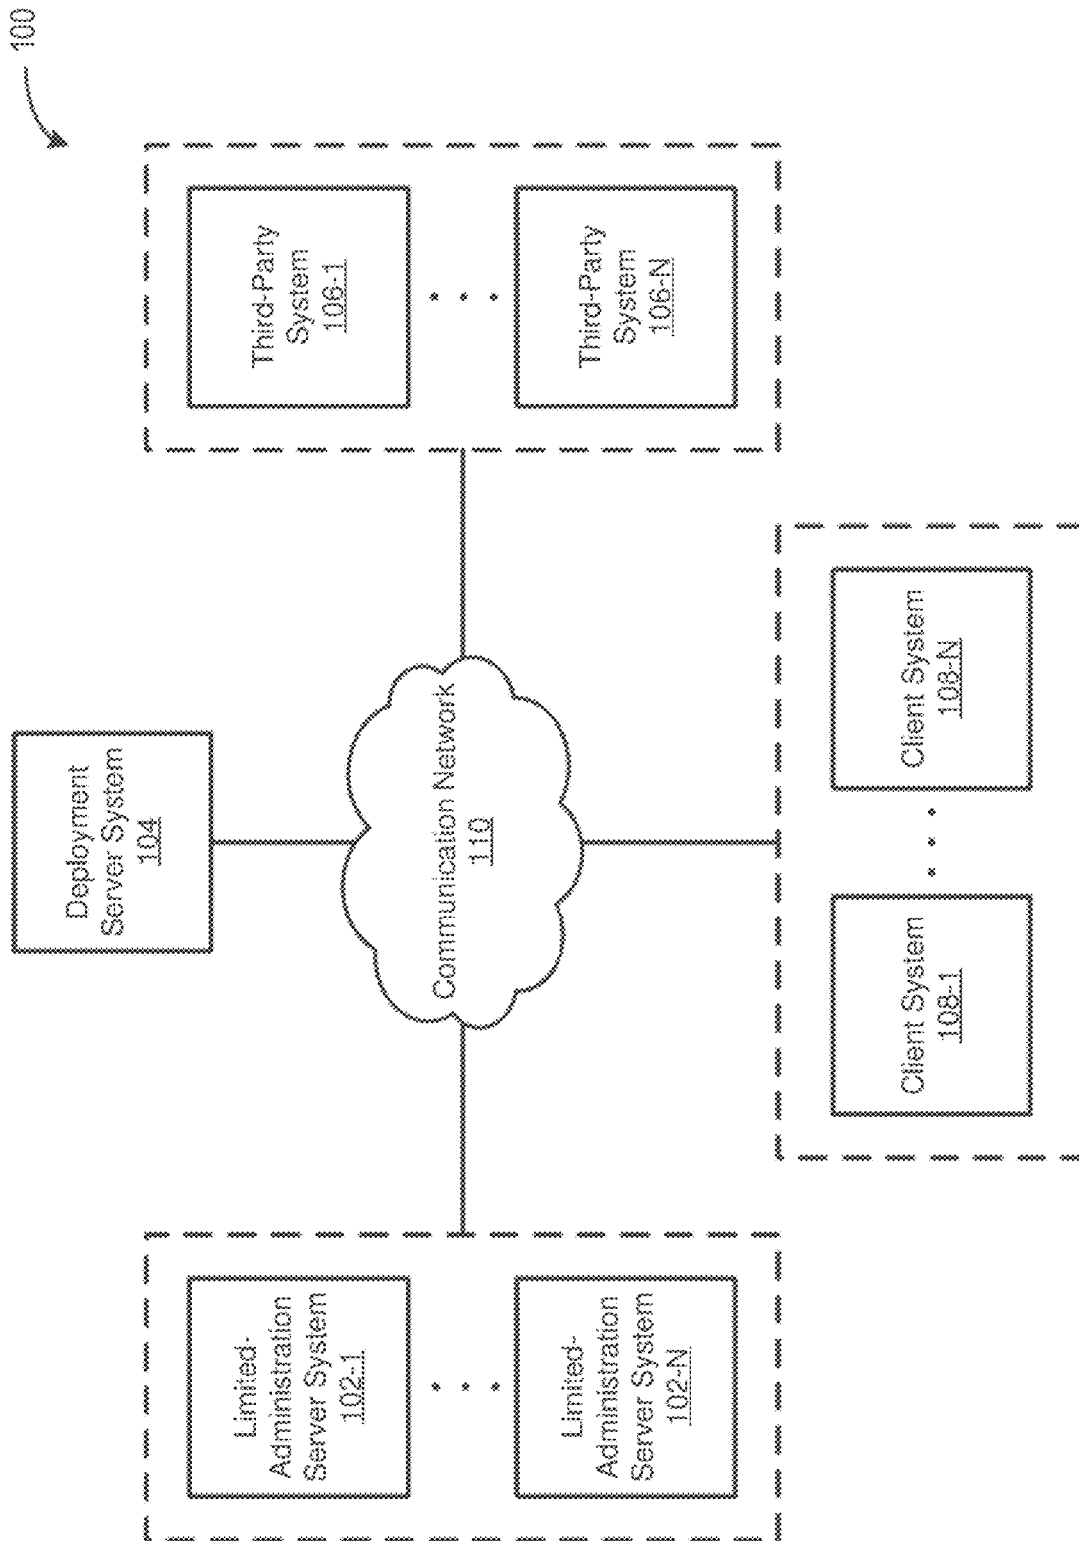 100
Deployment
Server System
104
Limited-
Administration
Server System
102-1
Third-Party
System
106-1
Communication Network
110
Limited-
Administration
Server System
102-N
Third-Party
System
106-N
Client System
108-1
Client System
108-N